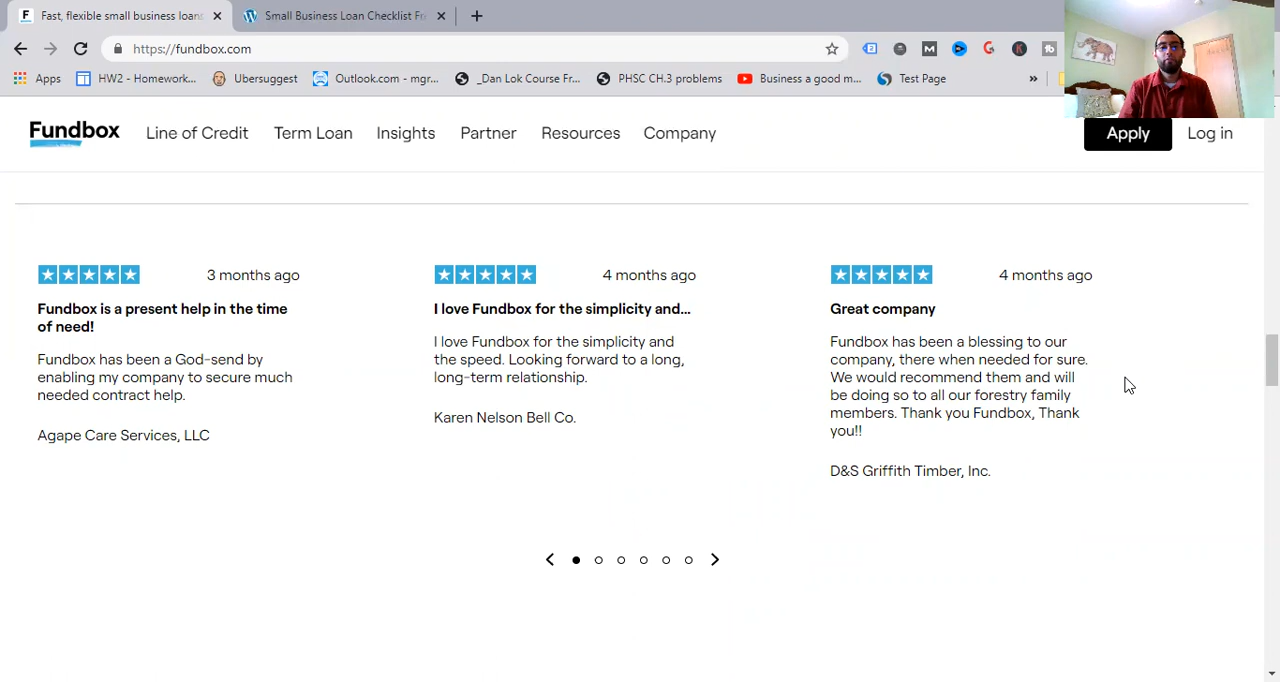 F Fast, flexible small business loans
Small Business Loan Checklist Fr
https://fundbox.com
Apps
HW2 - Homework...
Ubersuggest
Outlook.com - mgr...
_Dan Lok Course Fr...
PHSC CH.3 problems
Business a good m...
Test Page
»
Fundbox
Line of Credit
Term Loan
Insights
Partner
Resources
Company
Apply
Log in
3 months ago
Fundbox is a present help in the time
of need!
Fundbox has been a God-send by
enabling my company to secure much
needed contract help.
Agape Care Services, LLC
4 months ago
I love Fundbox for the simplicity and...
I love Fundbox for the simplicity and
the speed. Looking forward to a long,
long-term relationship.
Karen Nelson Bell Co.
4 months ago
Great company
Fundbox has been a blessing to our
company, there when needed for sure.
We would recommend them and will
be doing so to all our forestry family
members. Thank you Fundbox, Thank
you!!
D&S Griffith Timber, Inc.